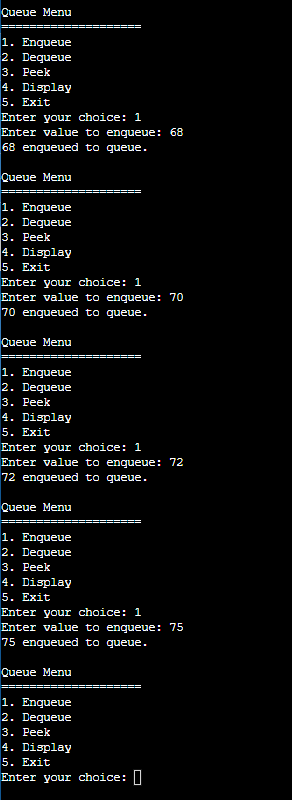 Queue Menu
====================
1. Enqueue
2. Dequeue
3. Peek
4. Display
5. Exit
Enter your choice: 1
Enter value to enqueue: 68
68 enqueued to queue.
Queue Menu
====================
1. Enqueue
2. Dequeue
3. Peek
4. Display
5. Exit
Enter your choice: 1
Enter value to enqueue: 70
70 enqueued to queue.
Queue Menu
====================
1. Enqueue
2. Dequeue
3. Peek
4. Display
5. Exit
Enter your choice: 1
Enter value to enqueue: 72
72 enqueued to queue.
Queue Menu
====================
1. Enqueue
2. Dequeue
3. Peek
4. Display
5. Exit
Enter your choice: 1
Enter value to enqueue: 75
75 enqueued to queue.
Queue Menu
====================
1. Enqueue
2. Dequeue
3. Peek
4. Display
5. Exit
Enter your choice: